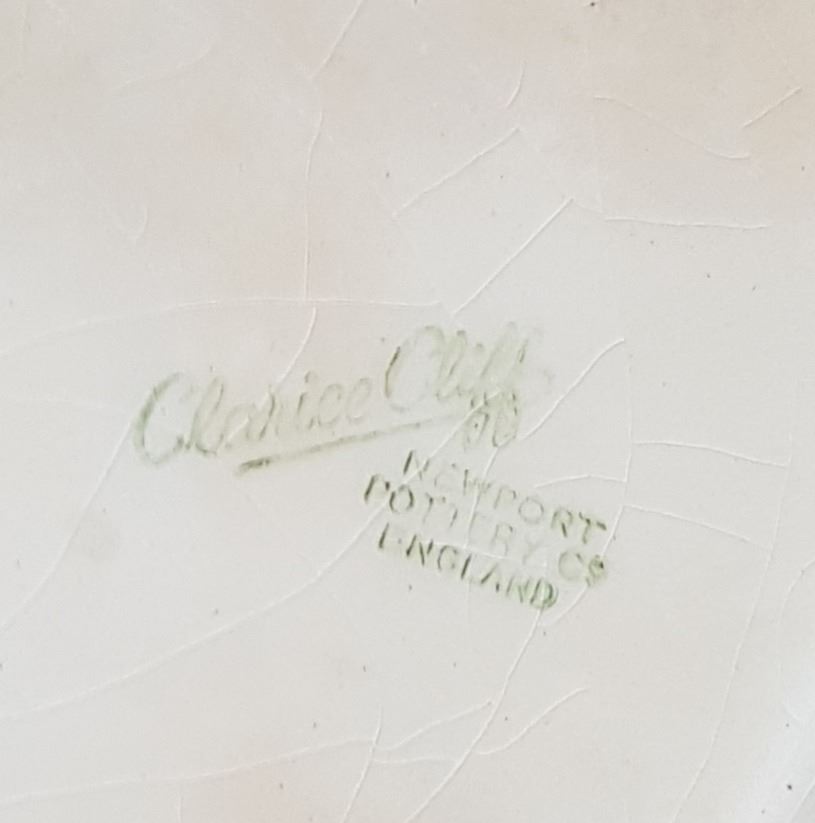 Clarice Cliff
NEWPORT
POTTERY Co
ENGLAND